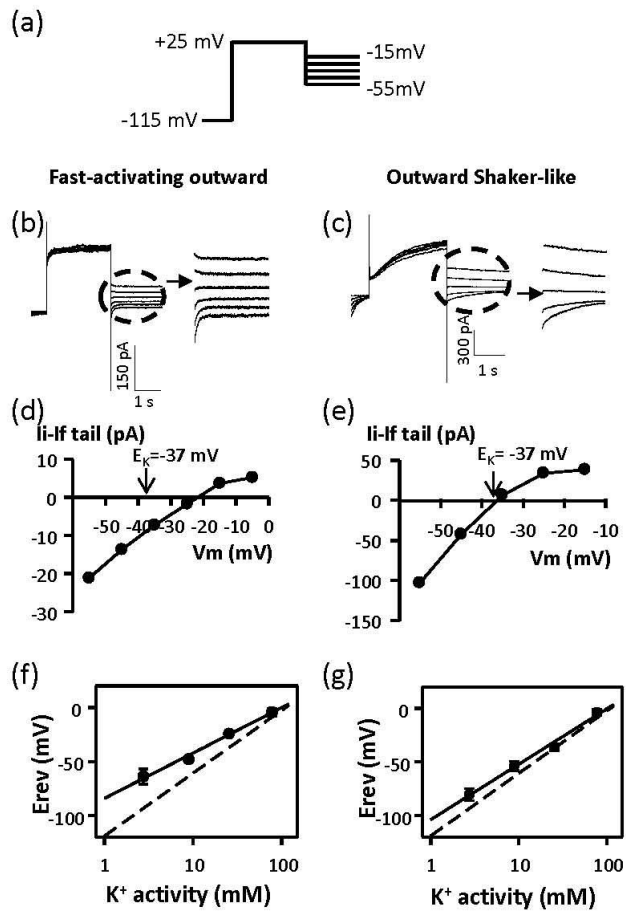 (a)
+25 mV
-15mV
-55mV
-115 mV
Fast-activating outward
Outward Shaker-like
(b)
(c)
150 pA
1 s
300 pA
1 s
(d)
(e)
Ii-If tail (pA)
Ii-If tail (pA)
EK=-37 mV
EK= -37 mV
10
0
-10
-20
-30
-50 -40 -30 -20 -10 0
Vm (mV)
50
0
-50
-100
-150
-50 -40 -30 -20 -10
Vm (mV)
(f)
(g)
Erev (mV)
0
-50
-100
1 10 100
K+ activity (mM)
Erev (mV)
0
-50
-100
1 10 100
K+ activity (mM)